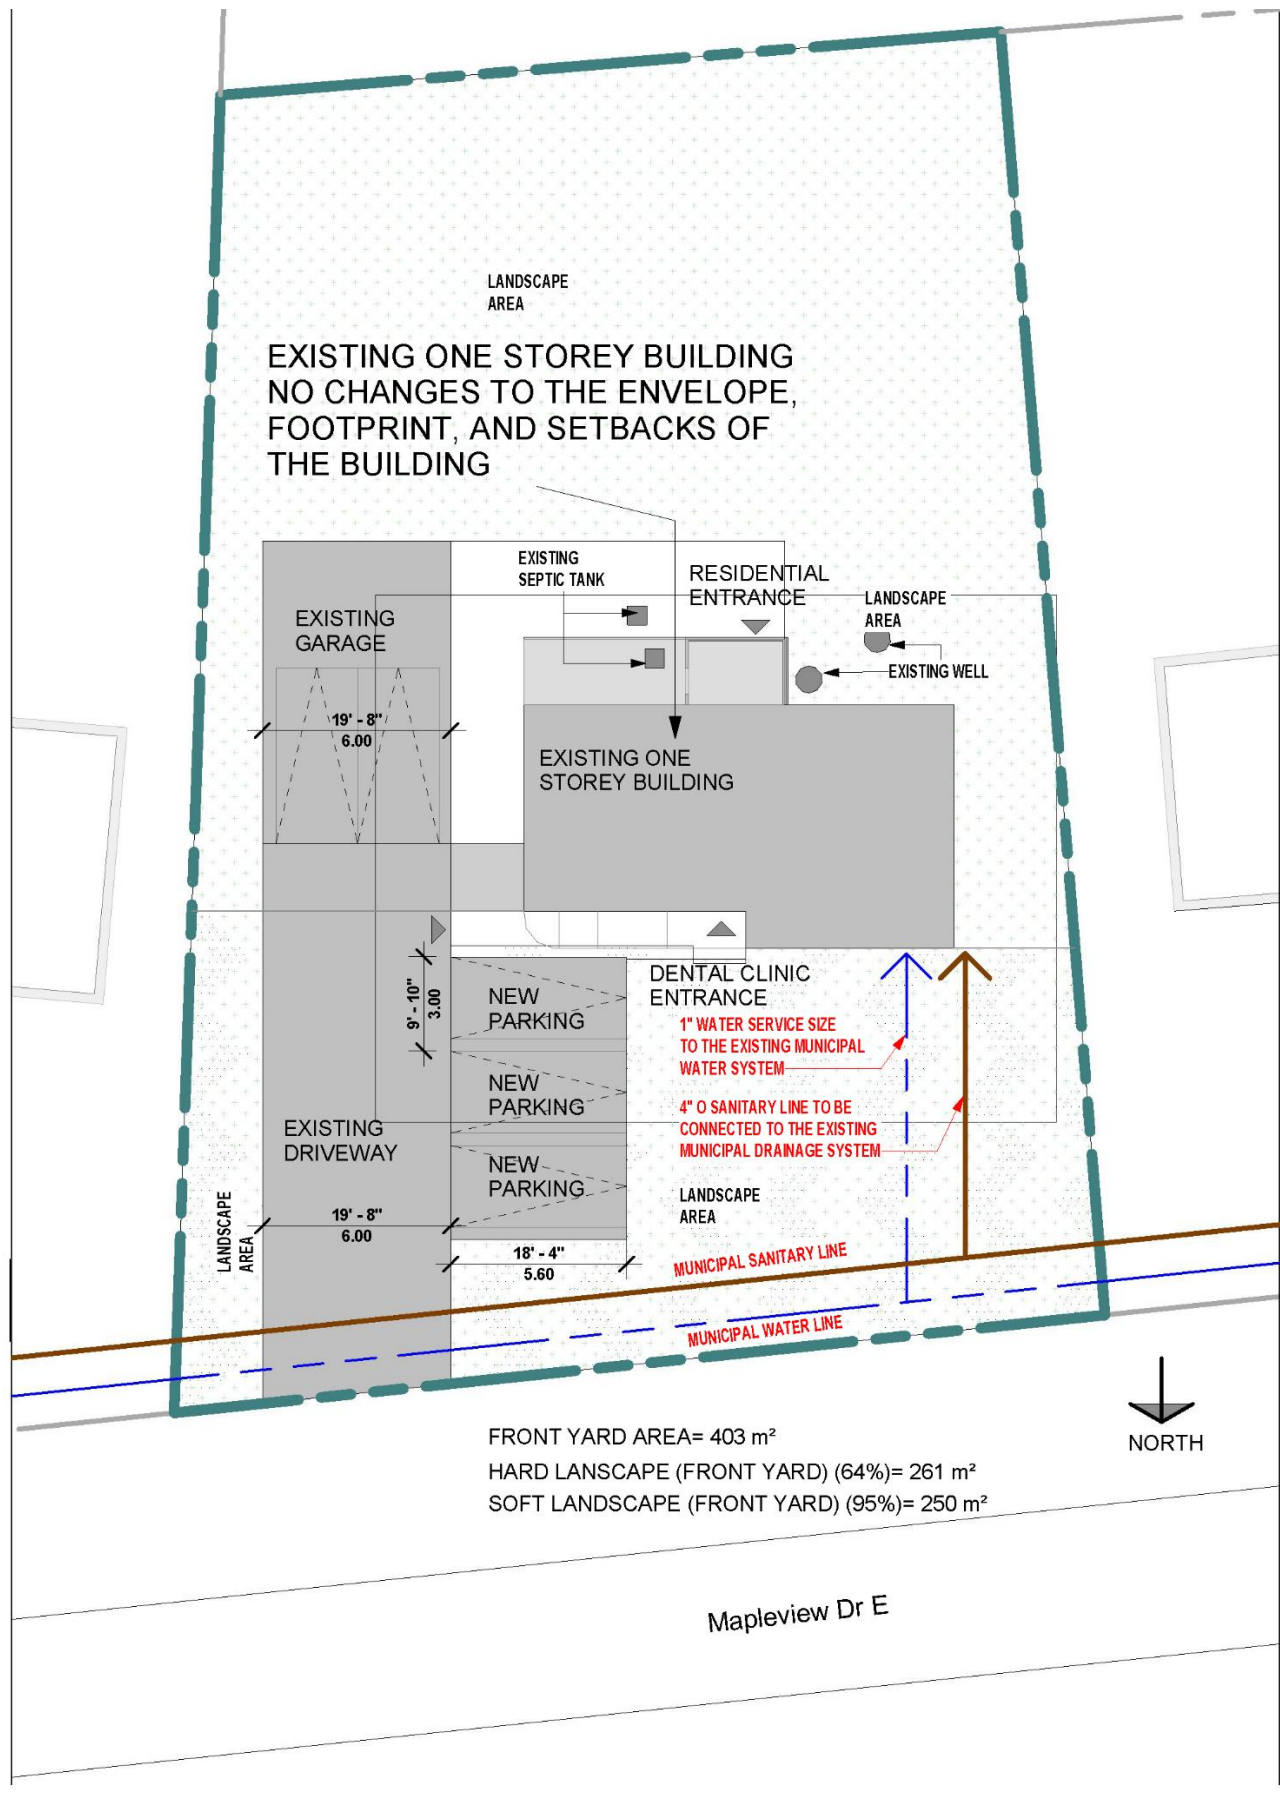 LANDSCAPE
AREA
EXISTING ONE STOREY BUILDING
NO CHANGES TO THE ENVELOPE,
FOOTPRINT, AND SETBACKS OF
THE BUILDING
EXISTING
SEPTIC TANK
RESIDENTIAL
ENTRANCE
LANDSCAPE
AREA
EXISTING
GARAGE
EXISTING WELL
19' - 8"
6.00
EXISTING ONE
STOREY BUILDING
DENTAL CLINIC
ENTRANCE
9' - 10"
3.00
NEW
PARKING
1" WATER SERVICE SIZE
TO THE EXISTING MUNICIPAL
WATER SYSTEM
NEW
PARKING
4" O SANITARY LINE TO BE
CONNECTED TO THE EXISTING
MUNICIPAL DRAINAGE SYSTEM
EXISTING
DRIVEWAY
NEW
PARKING
LANDSCAPE
AREA
LANDSCAPE
AREA
19' - 8"
6.00
18' - 4"
5.60
MUNICIPAL SANITARY LINE
MUNICIPAL WATER LINE
NORTH
FRONT YARD AREA= 403 m²
HARD LANSCAPE (FRONT YARD) (64%)= 261 m²
SOFT LANDSCAPE (FRONT YARD) (95%)= 250 m²
Mapleview Dr E